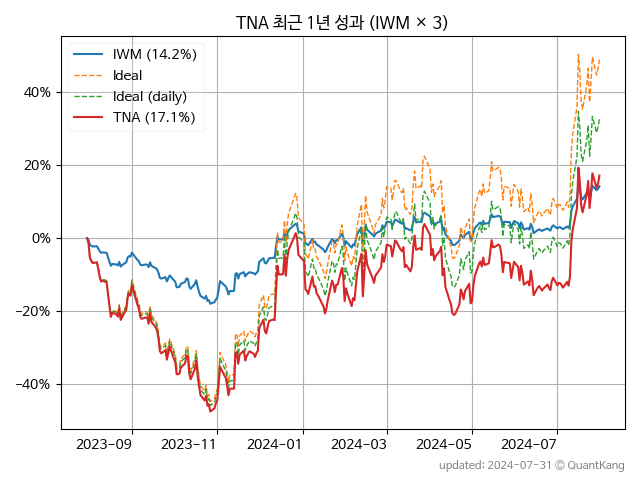 TNA 최근 1년 성과 (IWM × 3)
IWM (14.2%)
Ideal
Ideal (daily)
TNA (17.1%)
40%
20%
0%
−20%
−40%
2023-09 2023-11 2024-01 2024-03 2024-05 2024-07
updated: 2024-07-31 © QuantKang